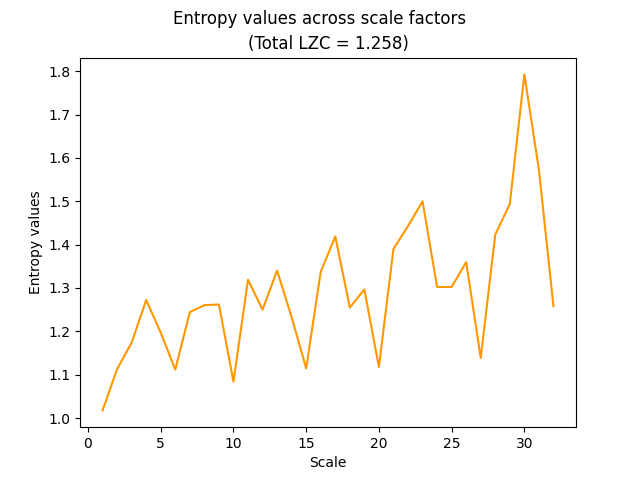 Entropy values across scale factors
(Total LZC = 1.258)
1.8
1.7
1.6
1.5
1.4
1.3
1.2
1.1
1.0
Entropy values
0 5 10 15 20 25 30
Scale